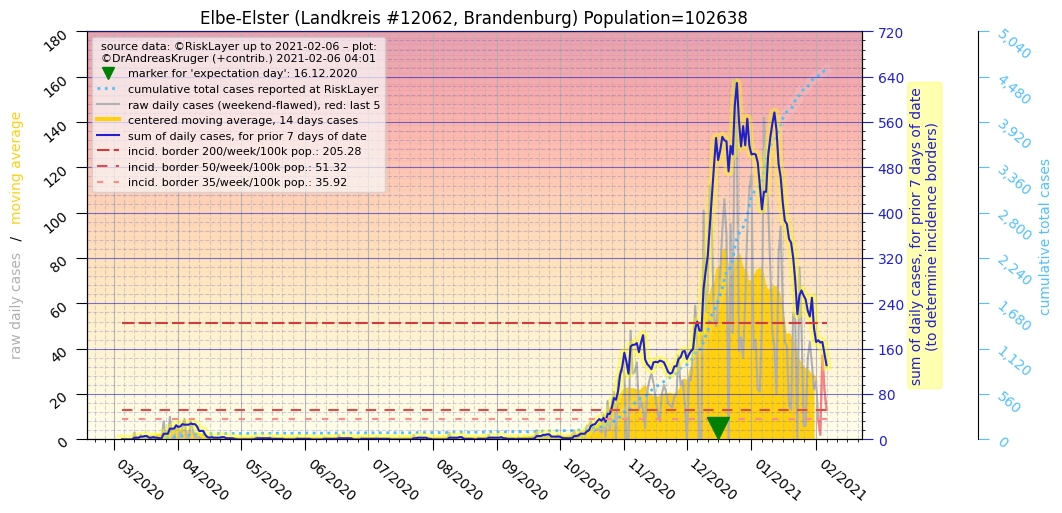 Elbe-Elster (Landkreis #12062, Brandenburg) Population=102638
source data: ©RiskLayer up to 2021-02-06 – plot:
©DrAndreasKruger (+contrib.) 2021-02-06 04:01
marker for 'expectation day': 16.12.2020
cumulative total cases reported at RiskLayer
raw daily cases (weekend-flawed), red: last 5
centered moving average, 14 days cases
sum of daily cases, for prior 7 days of date
incid. border 200/week/100k pop.: 205.28
incid. border 50/week/100k pop.: 51.32
incid. border 35/week/100k pop.: 35.92
raw daily cases / moving average
180
160
140
120
100
80
60
40
20
0
03/2020
04/2020
05/2020
06/2020
07/2020
08/2020
09/2020
10/2020
11/2020
12/2020
01/2021
02/2021
720
640
560
480
400
320
240
160
80
0
sum of daily cases, for prior 7 days of date
(to determine incidence borders)
5,040
4,480
3,920
3,360
2,800
2,240
1,680
1,120
560
0
cumulative total cases